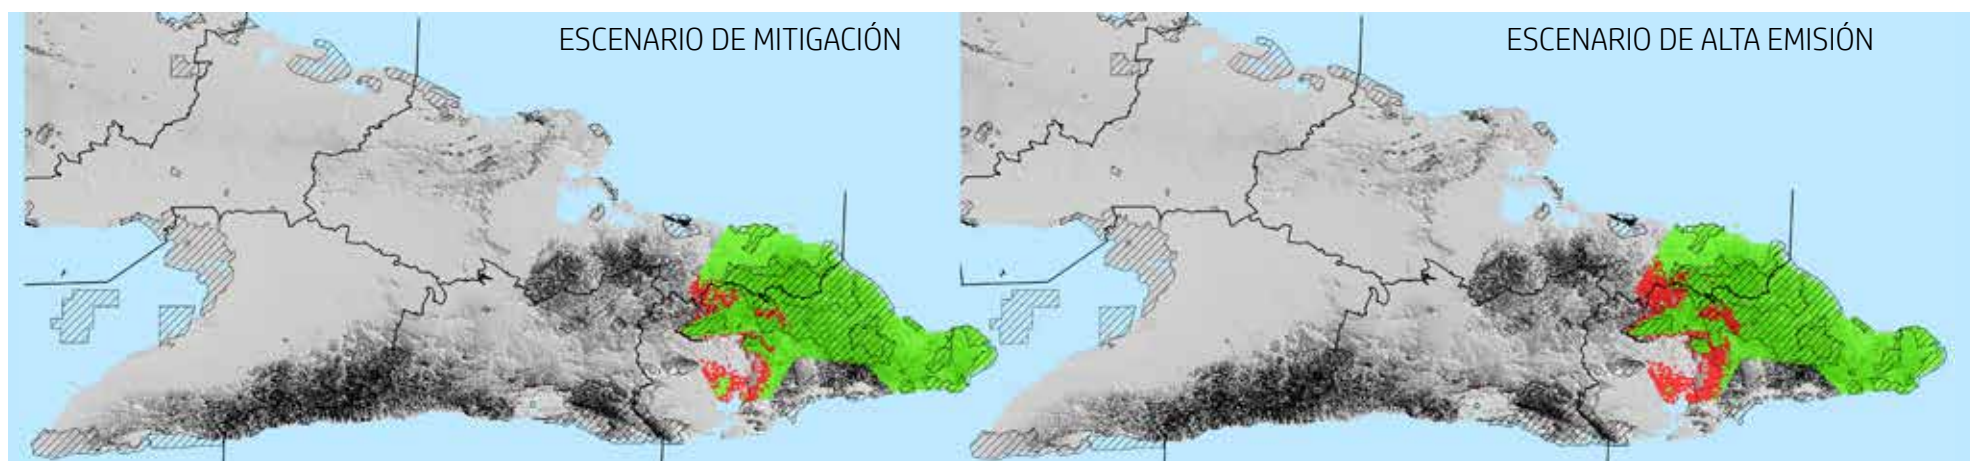 ESCENARIO DE MITIGACIÓN
ESCENARIO DE ALTA EMISIÓN